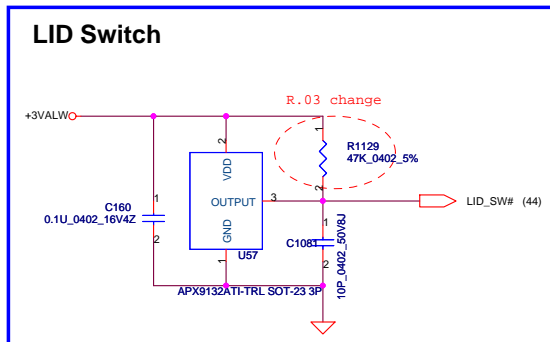 LID Switch
R.03 change
+3VALW
1
2
1
R1129
47K_0402_5%
VDD
2
C160
0.1U_0402_16V4Z
1
2
OUTPUT
3
LID_SW# (44)
GND
1
U57
C1081
10P_0402_50V8J
1
2
APX9132ATI-TRL SOT-23 3P